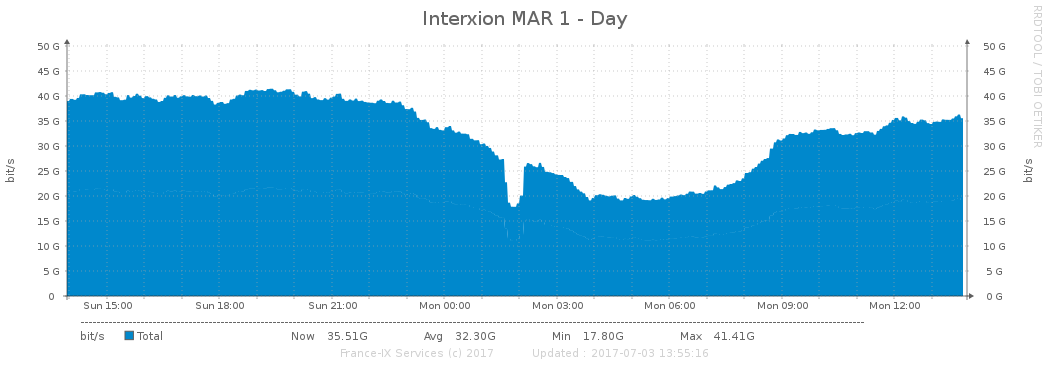 Interxion MAR 1 - Day
RRDTOOL / TOBI OETIKER
bit/s
50 G 50 G
45 G 45 G
40 G 40 G
35 G 35 G
30 G 30 G
25 G 25 G
20 G 20 G
15 G 15 G
10 G 10 G
5 G 5 G
0 0 G
bit/s
Sun 15:00 Sun 18:00 Sun 21:00 Mon 00:00 Mon 03:00 Mon 06:00 Mon 09:00 Mon 12:00
bit/s Total Now 35.51G Avg 32.30G Min 17.80G Max 41.41G
France-IX Services (c) 2017 Updated : 2017-07-03 13:55:16